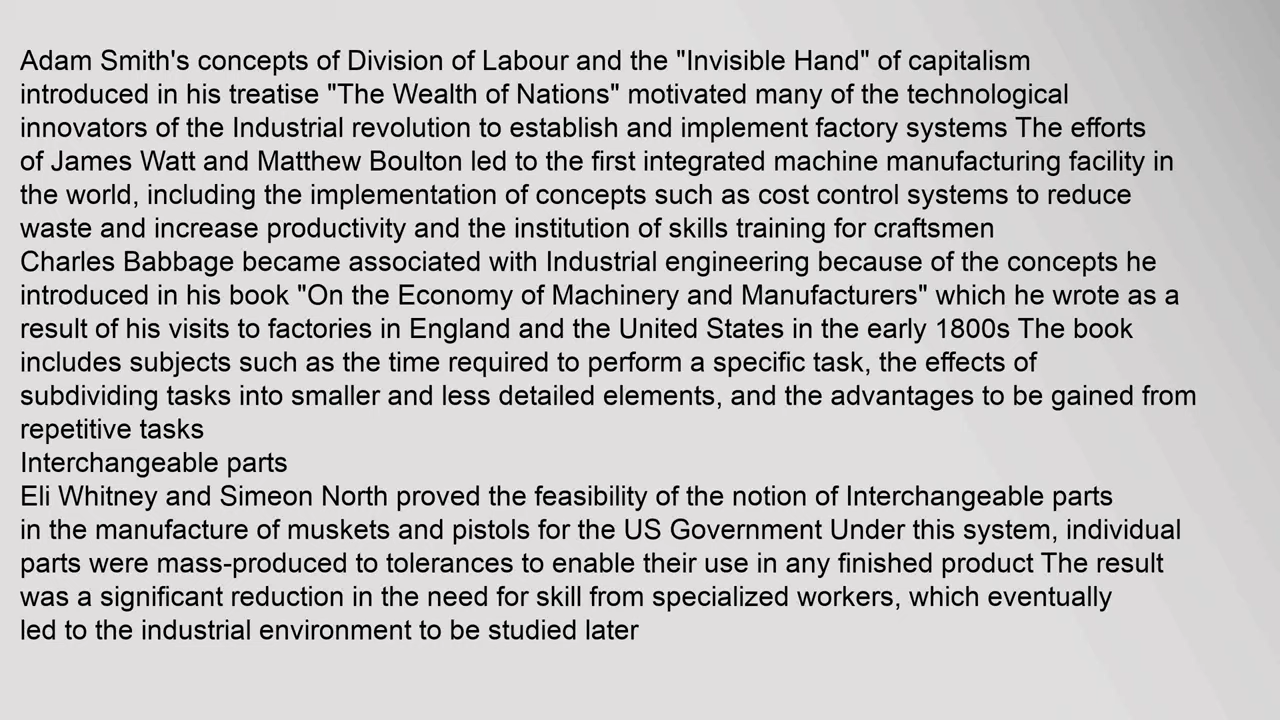 Adam Smith's concepts of Division of Labour and the "Invisible Hand" of capitalism
introduced in his treatise "The Wealth of Nations" motivated many of the technological
innovators of the Industrial revolution to establish and implement factory systems The efforts
of James Watt and Matthew Boulton led to the first integrated machine manufacturing facility in
the world, including the implementation of concepts such as cost control systems to reduce
waste and increase productivity and the institution of skills training for craftsmen
Charles Babbage became associated with Industrial engineering because of the concepts he
introduced in his book "On the Economy of Machinery and Manufacturers" which he wrote as a
result of his visits to factories in England and the United States in the early 1800s The book
includes subjects such as the time required to perform a specific task, the effects of
subdividing tasks into smaller and less detailed elements, and the advantages to be gained from
repetitive tasks
Interchangeable parts
Eli Whitney and Simeon North proved the feasibility of the notion of Interchangeable parts
in the manufacture of muskets and pistols for the US Government Under this system, individual
parts were mass-produced to tolerances to enable their use in any finished product The result
was a significant reduction in the need for skill from specialized workers, which eventually
led to the industrial environment to be studied later